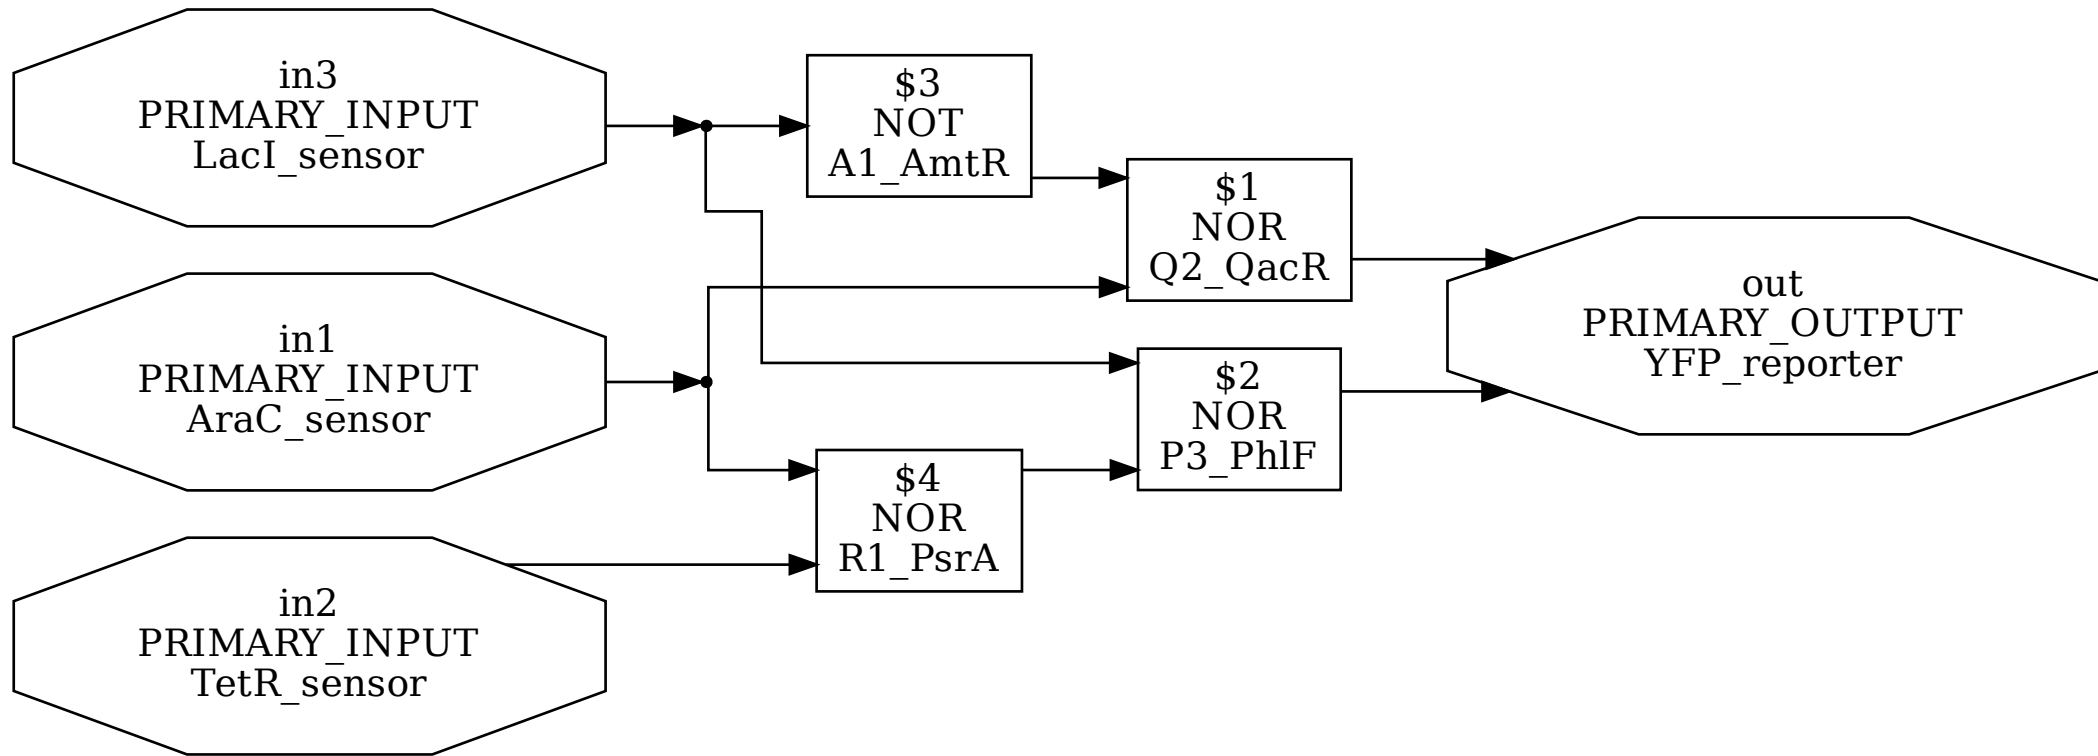 in3
PRIMARY_INPUT
LacI_sensor
$3
NOT
A1_AmtR
$1
NOR
Q2_QacR
out
PRIMARY_OUTPUT
YFP_reporter
in1
PRIMARY_INPUT
AraC_sensor
$2
NOR
P3_PhlF
$4
NOR
R1_PsrA
in2
PRIMARY_INPUT
TetR_sensor